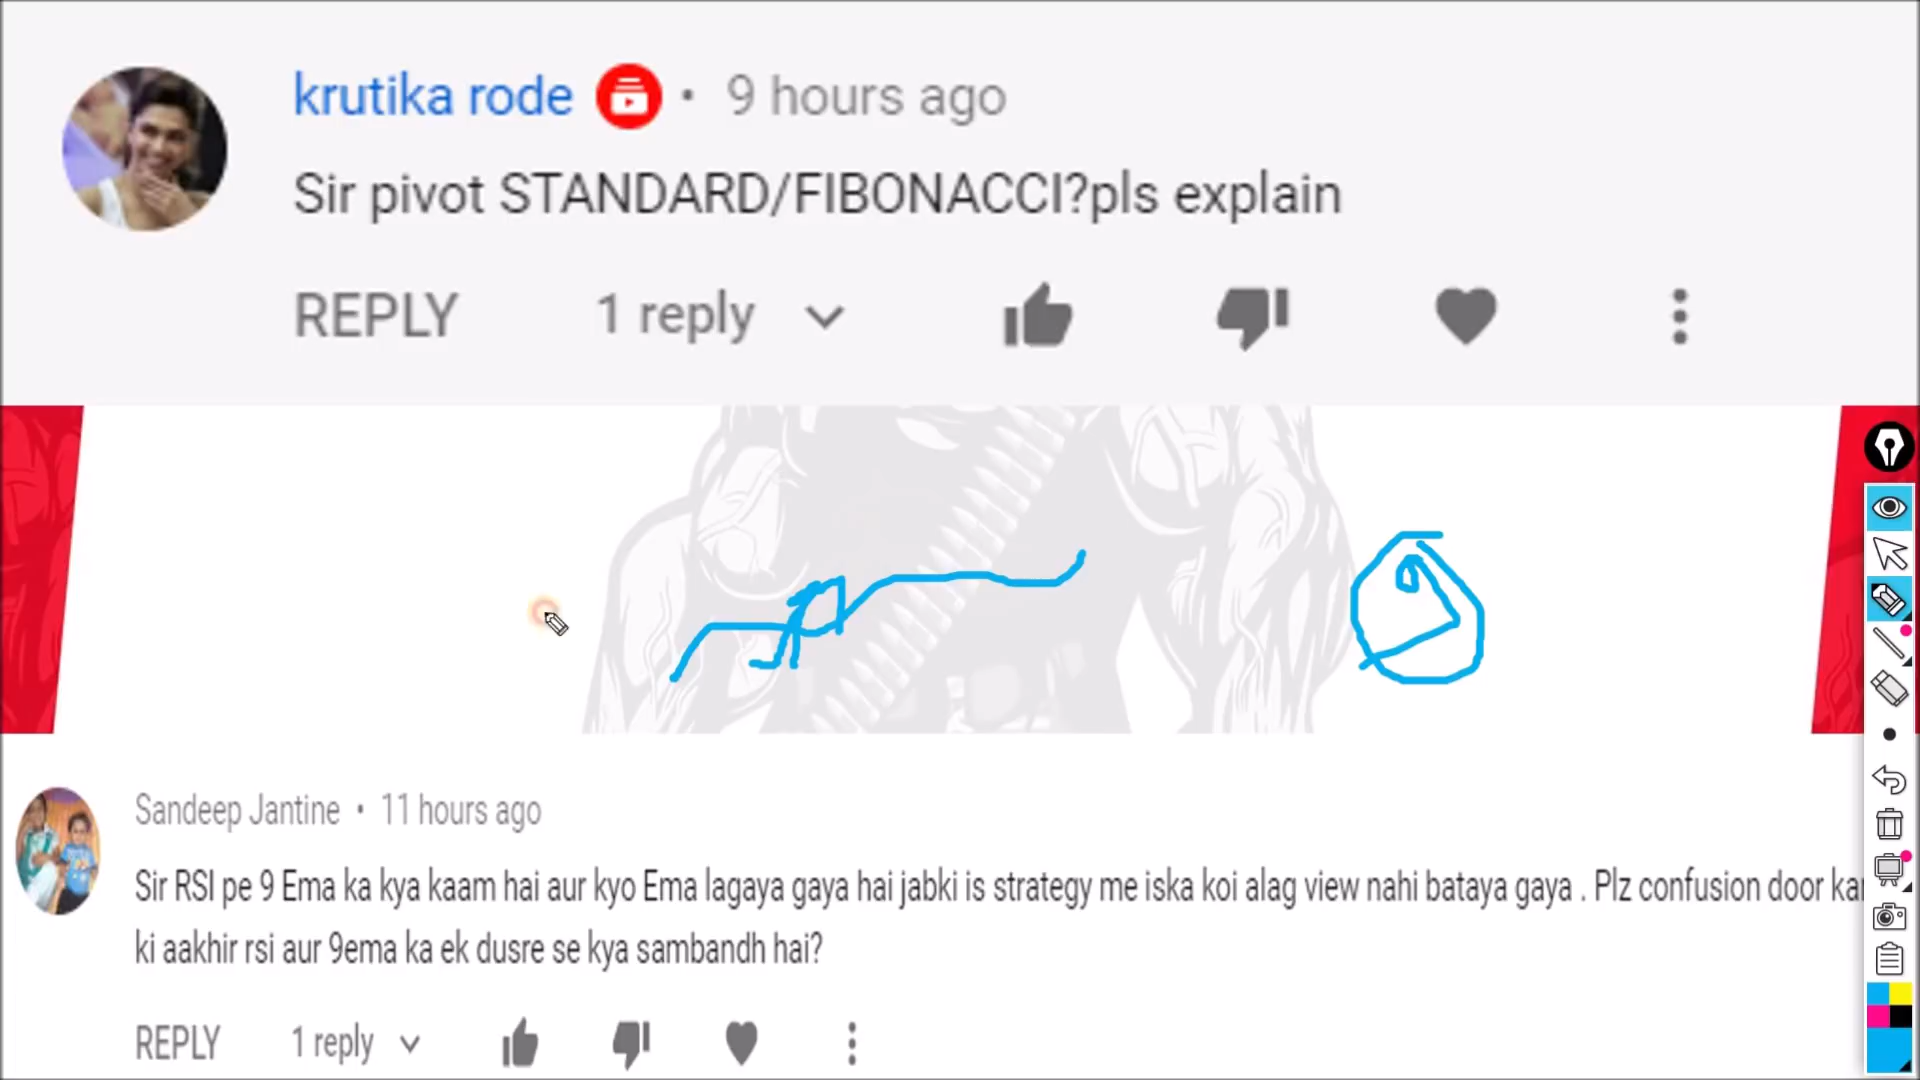 krutika rode • 9 hours ago
Sir pivot STANDARD/FIBONACCI?pls explain
REPLY 1 reply
Sandeep Jantine • 11 hours ago
Sir RSI pe 9 Ema ka kya kaam hai aur kyo Ema lagaya gaya hai jabki is strategy me iska koi alag view nahi bataya gaya . Plz confusion door
ki aakhir rsi aur 9ema ka ek dusre se kya sambandh hai?
REPLY 1 reply